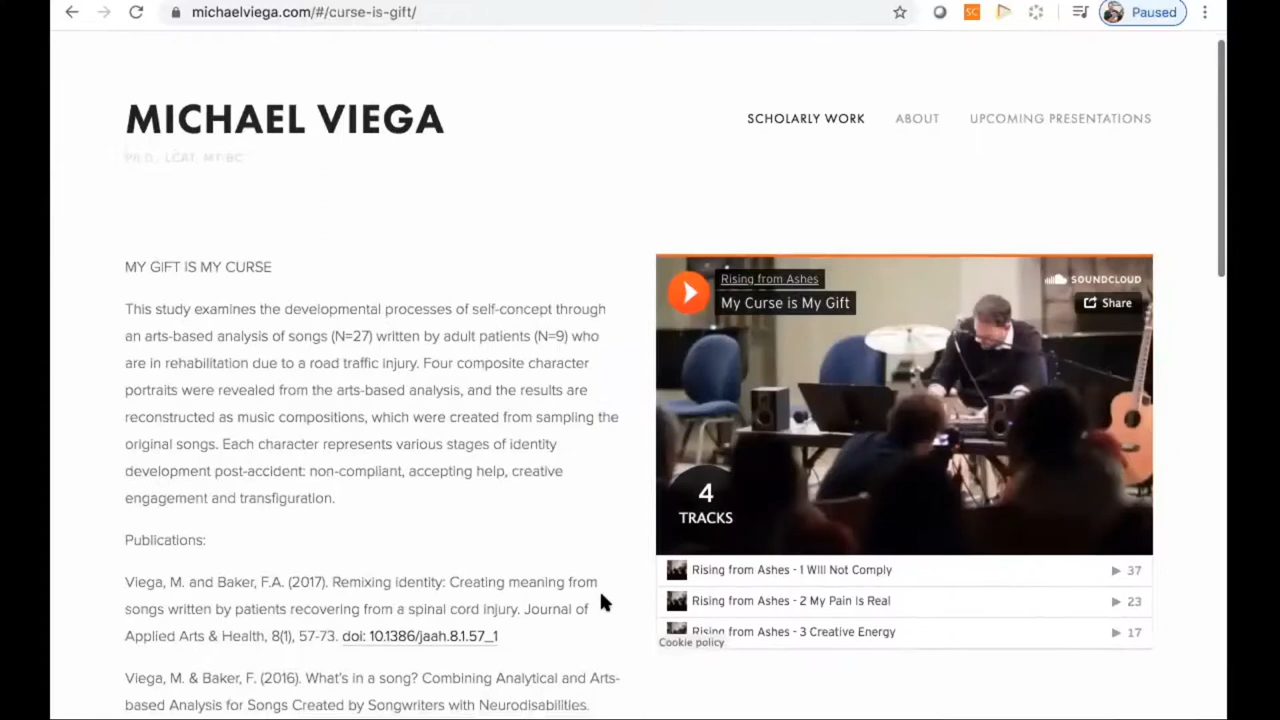 michaelviega.com/#/curse-is-gift/
SC
Paused
MICHAEL VIEGA
SCHOLARLY WORK
ABOUT
UPCOMING PRESENTATIONS
PH.D., LCAT, MT-BC
MY GIFT IS MY CURSE
This study examines the developmental processes of self-concept through
an arts-based analysis of songs (N=27) written by adult patients (N=9) who
are in rehabilitation due to a road traffic injury. Four composite character
portraits were revealed from the arts-based analysis, and the results are
reconstructed as music compositions, which were created from sampling the
original songs. Each character represents various stages of identity
development post-accident: non-compliant, accepting help, creative
engagement and transfiguration.
Publications:
Viega, M. and Baker, F.A. (2017). Remixing identity: Creating meaning from
songs written by patients recovering from a spinal cord injury. Journal of
Applied Arts & Health, 8(1), 57-73. doi: 10.1386/jaah.8.1.57_1
Viega, M. & Baker, F. (2016). What's in a song? Combining Analytical and Arts-
based Analysis for Songs Created by Songwriters with Neurodisabilities.
Rising from Ashes
My Curse is My Gift
SOUNDCLOUD
Share
4
TRACKS
Rising from Ashes - 1 WIll Not Comply
37
Rising from Ashes - 2 My Pain Is Real
23
Rising from Ashes - 3 Creative Energy
17
Cookie policy